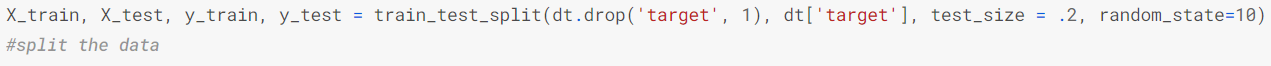 X_train, X_test, y_train, y_test = train_test_split(dt.drop('target', 1), dt['target'], test_size = .2, random_state=10)
#split the data